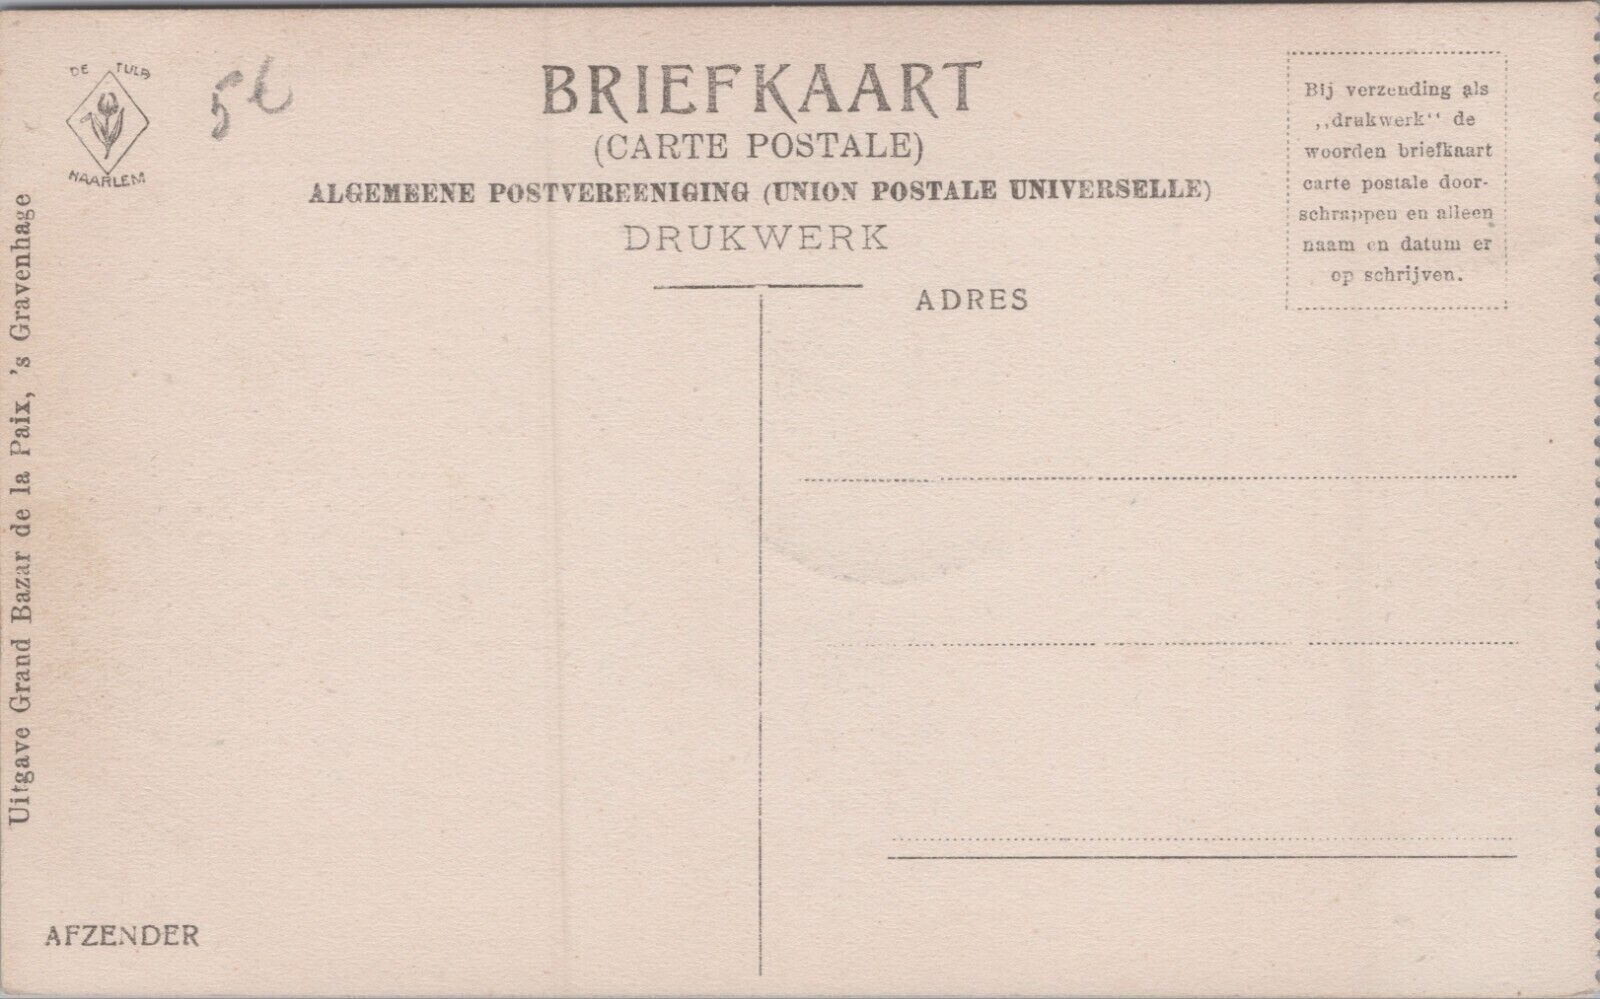 DE TULP
HAARLEM
BRIEFKAART
(CARTE POSTALE)
ALGEMEENE POSTVEREENIGING (UNION POSTALE UNIVERSELLE)
DRUKWERK
ADRES
Bij verzending als
„drukwerk‟ de
woorden briefkaart
carte postale door-
schrappen en alleen
naam en datum er
op schrijven.
Uitgave Grand Bazar de la Paix, 's Gravenhage
AFZENDER